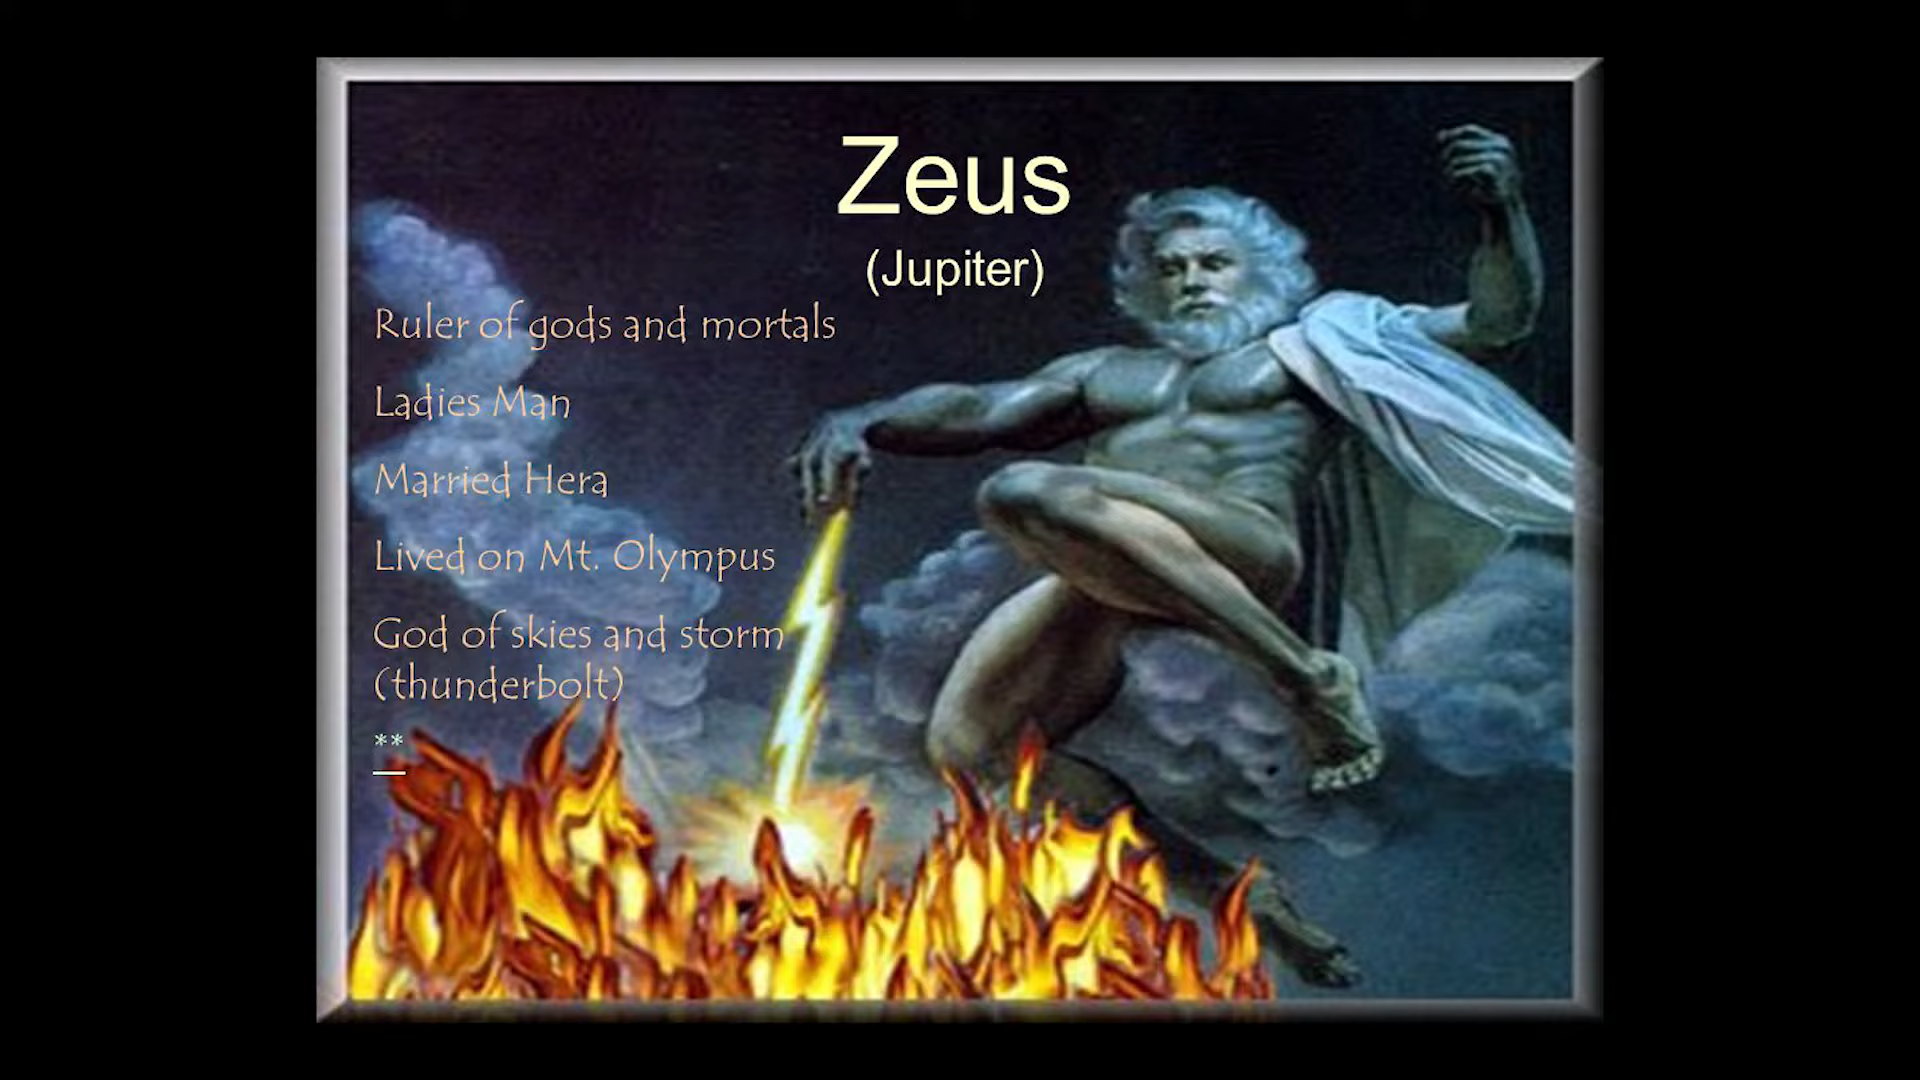 Zeus
(Jupiter)
Ruler of gods and mortals
Ladies Man
Married Hera
Lived on Mt. Olympus
God of skies and storm
(thunderbolt)
**